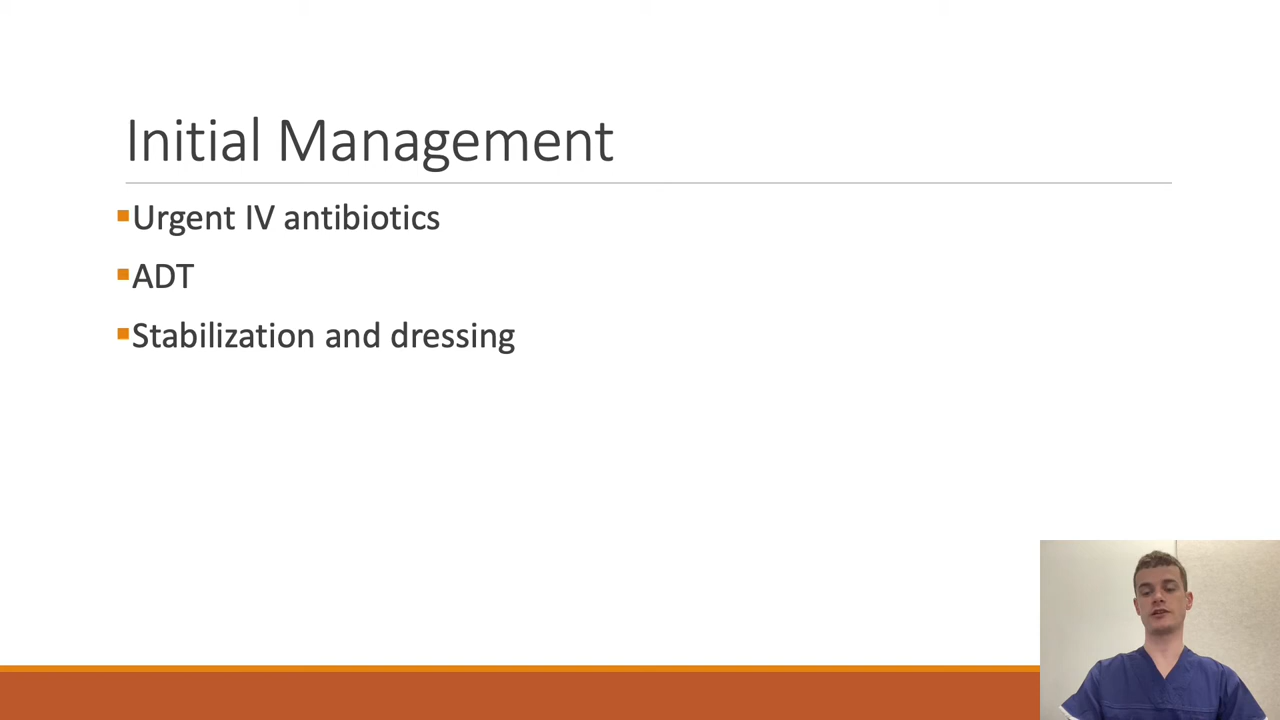 Initial Management
Urgent IV antibiotics
ADT
Stabilization and dressing